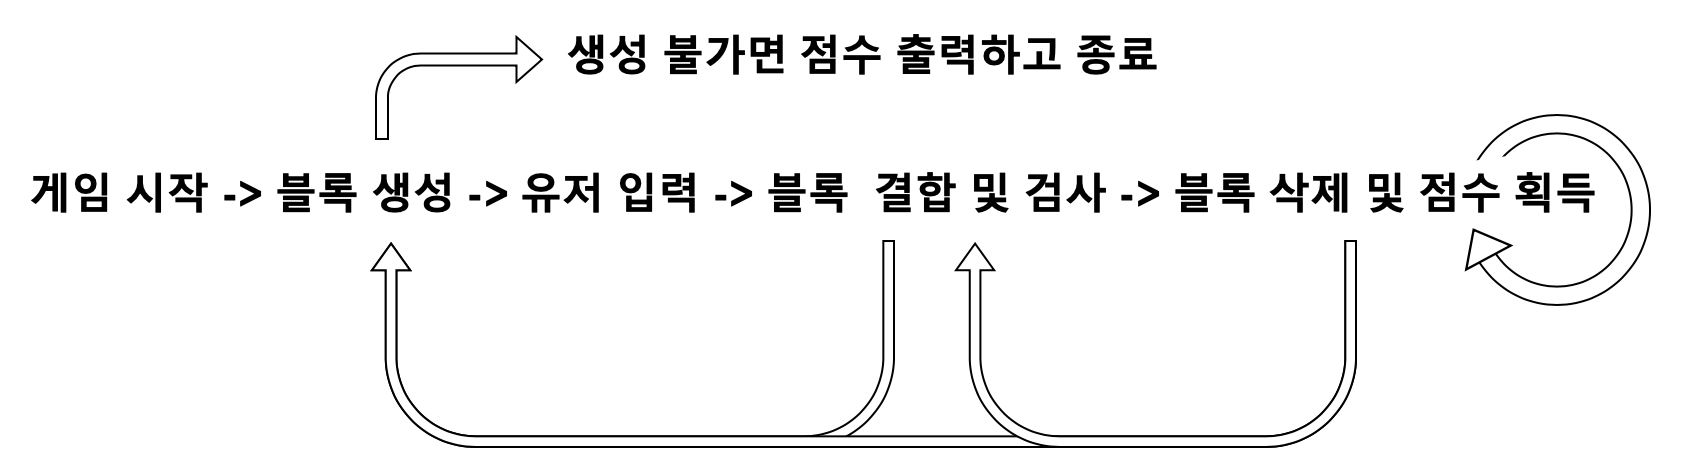 생성 불가면 점수 출력하고 종료
게임 시작 -> 블록 생성 -> 유저 입력 -> 블록 결합 및 검사 -> 블록 삭제 및 점수 획득